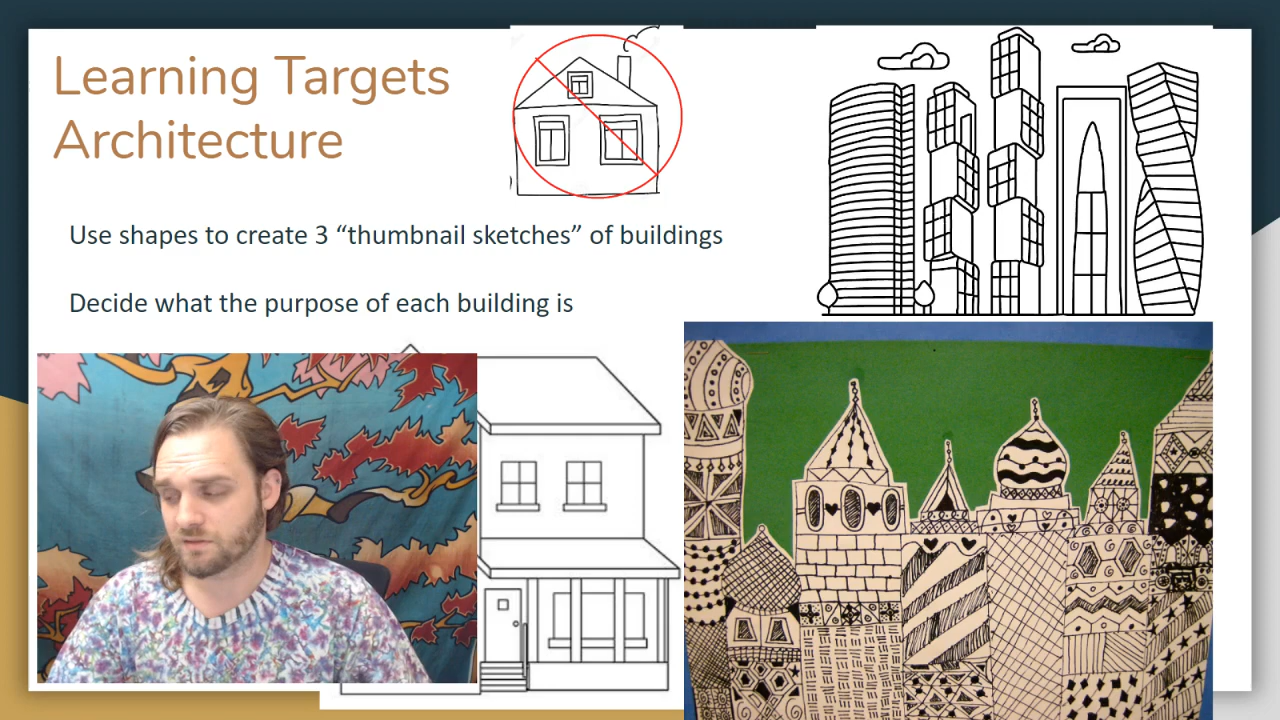 Learning Targets
Architecture
Use shapes to create 3 “thumbnail sketches” of buildings
Decide what the purpose of each building is